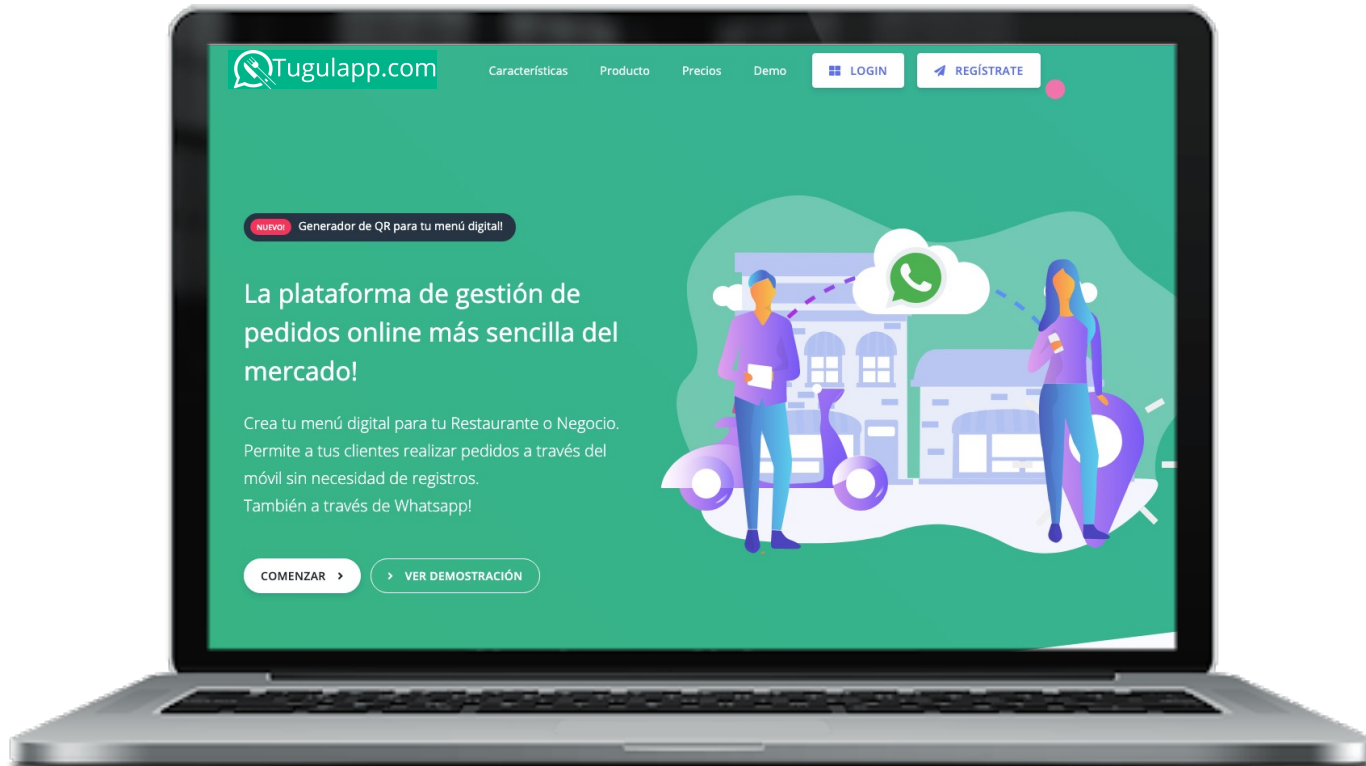 Tugulapp.com
Características
Producto
Precios
Demo
LOGIN
REGÍSTRATE
NUEVO! Generador de QR para tu menú digital!
La plataforma de gestión de
pedidos online más sencilla del
mercado!
Crea tu menú digital para tu Restaurante o Negocio.
Permite a tus clientes realizar pedidos a través del
móvil sin necesidad de registros.
También a través de Whatsapp!
COMENZAR
VER DEMOSTRACIÓN